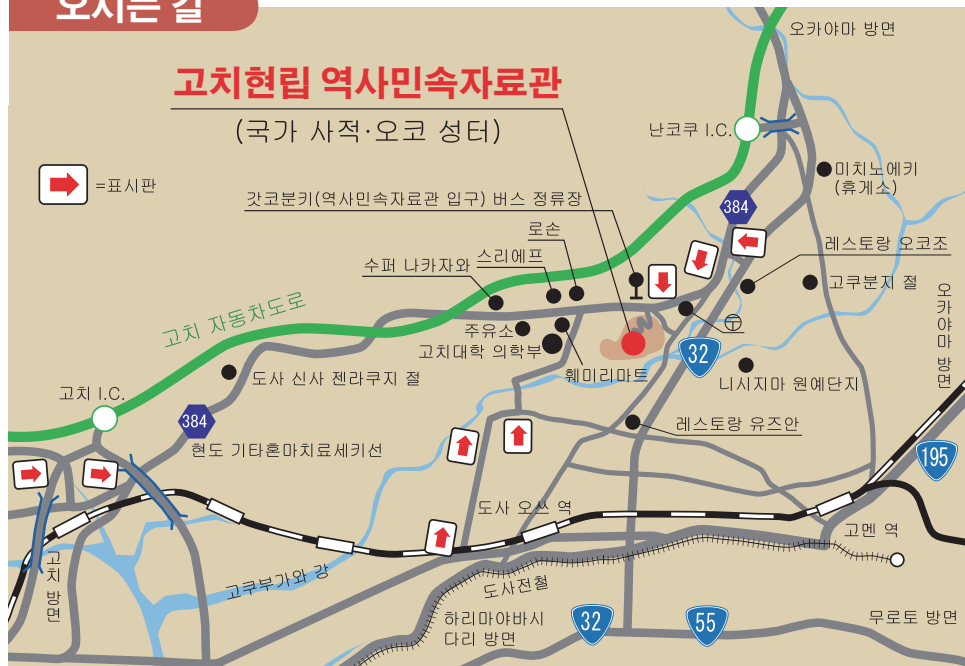 오시는 길
오카야마 방면
고치현립 역사민속자료관
(국가 사적·오코 성터)
난코쿠 I.C.
=표시판
미치노에키
(휴게소)
갓코분키(역사민속자료관 입구) 버스 정류장
384
로손
레스토랑 오코조
수퍼 나카자와
스리에프
고쿠분지 절
오카야마 방면
고치 자동차도로
주유소
고치대학 의학부
훼미리마트
32
니시지마 원예단지
도사 신사 젠라쿠지 절
고치 I.C.
384
현도 기타혼마치료세키선
레스토랑 유즈안
195
도사 오쓰 역
고멘 역
고치 방면
고쿠부가와 강
도사전철
하리마야바시
다리 방면
32
55
무로토 방면